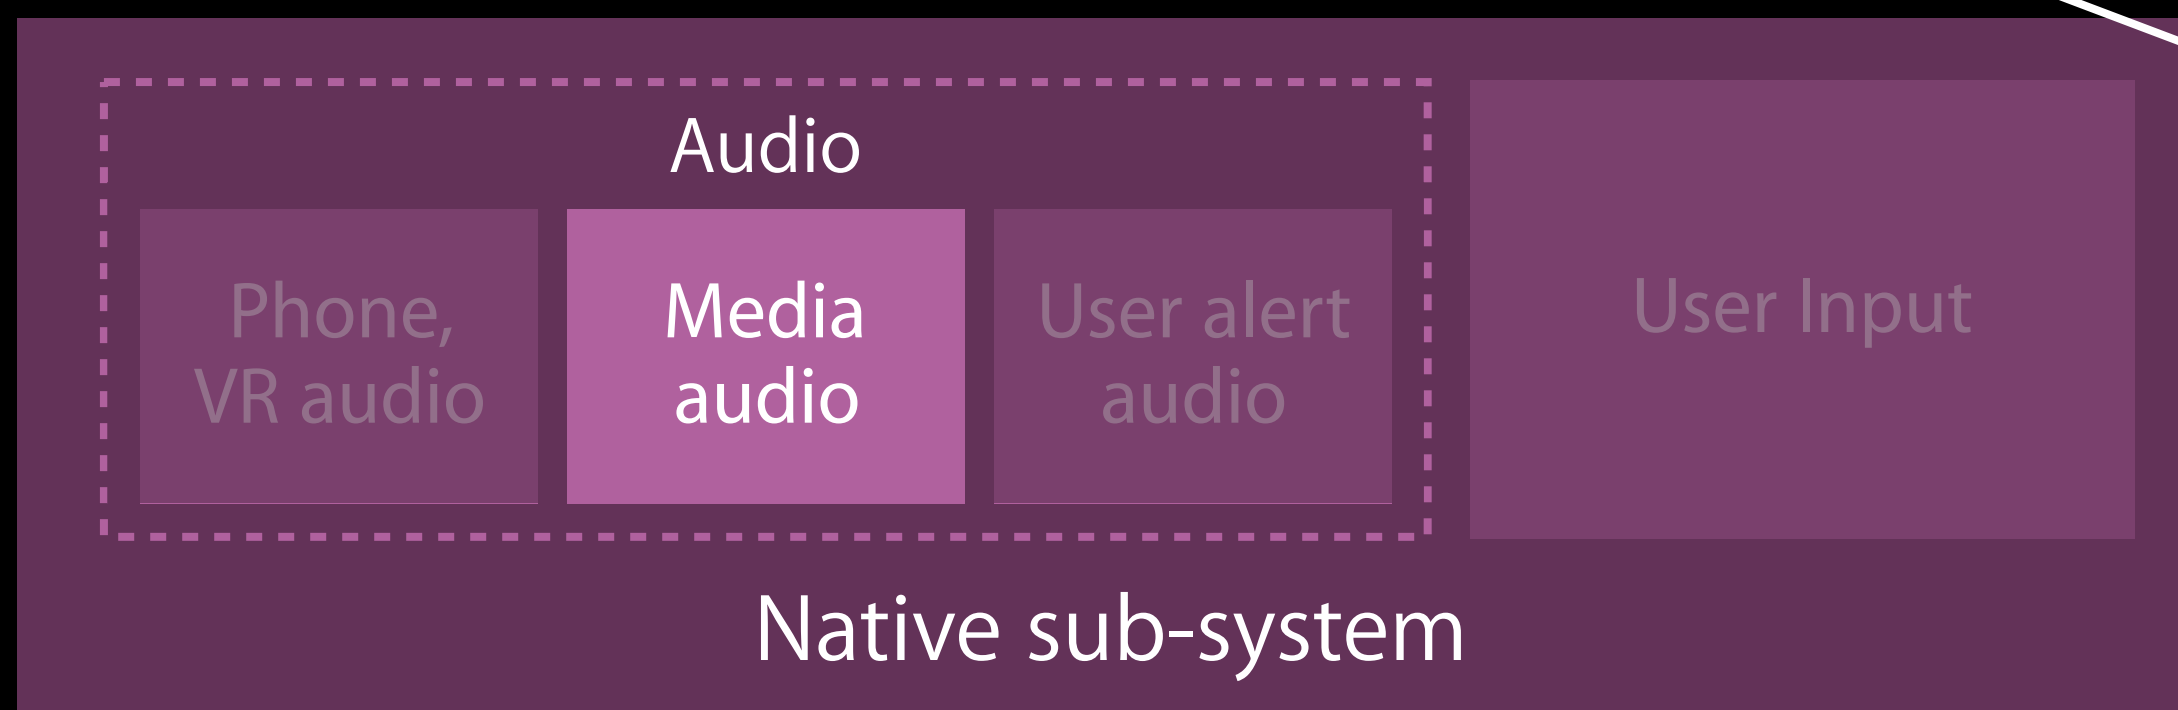 Audio
Phone,
VR audio
Media
audio
User alert
audio
User Input
Native sub-system